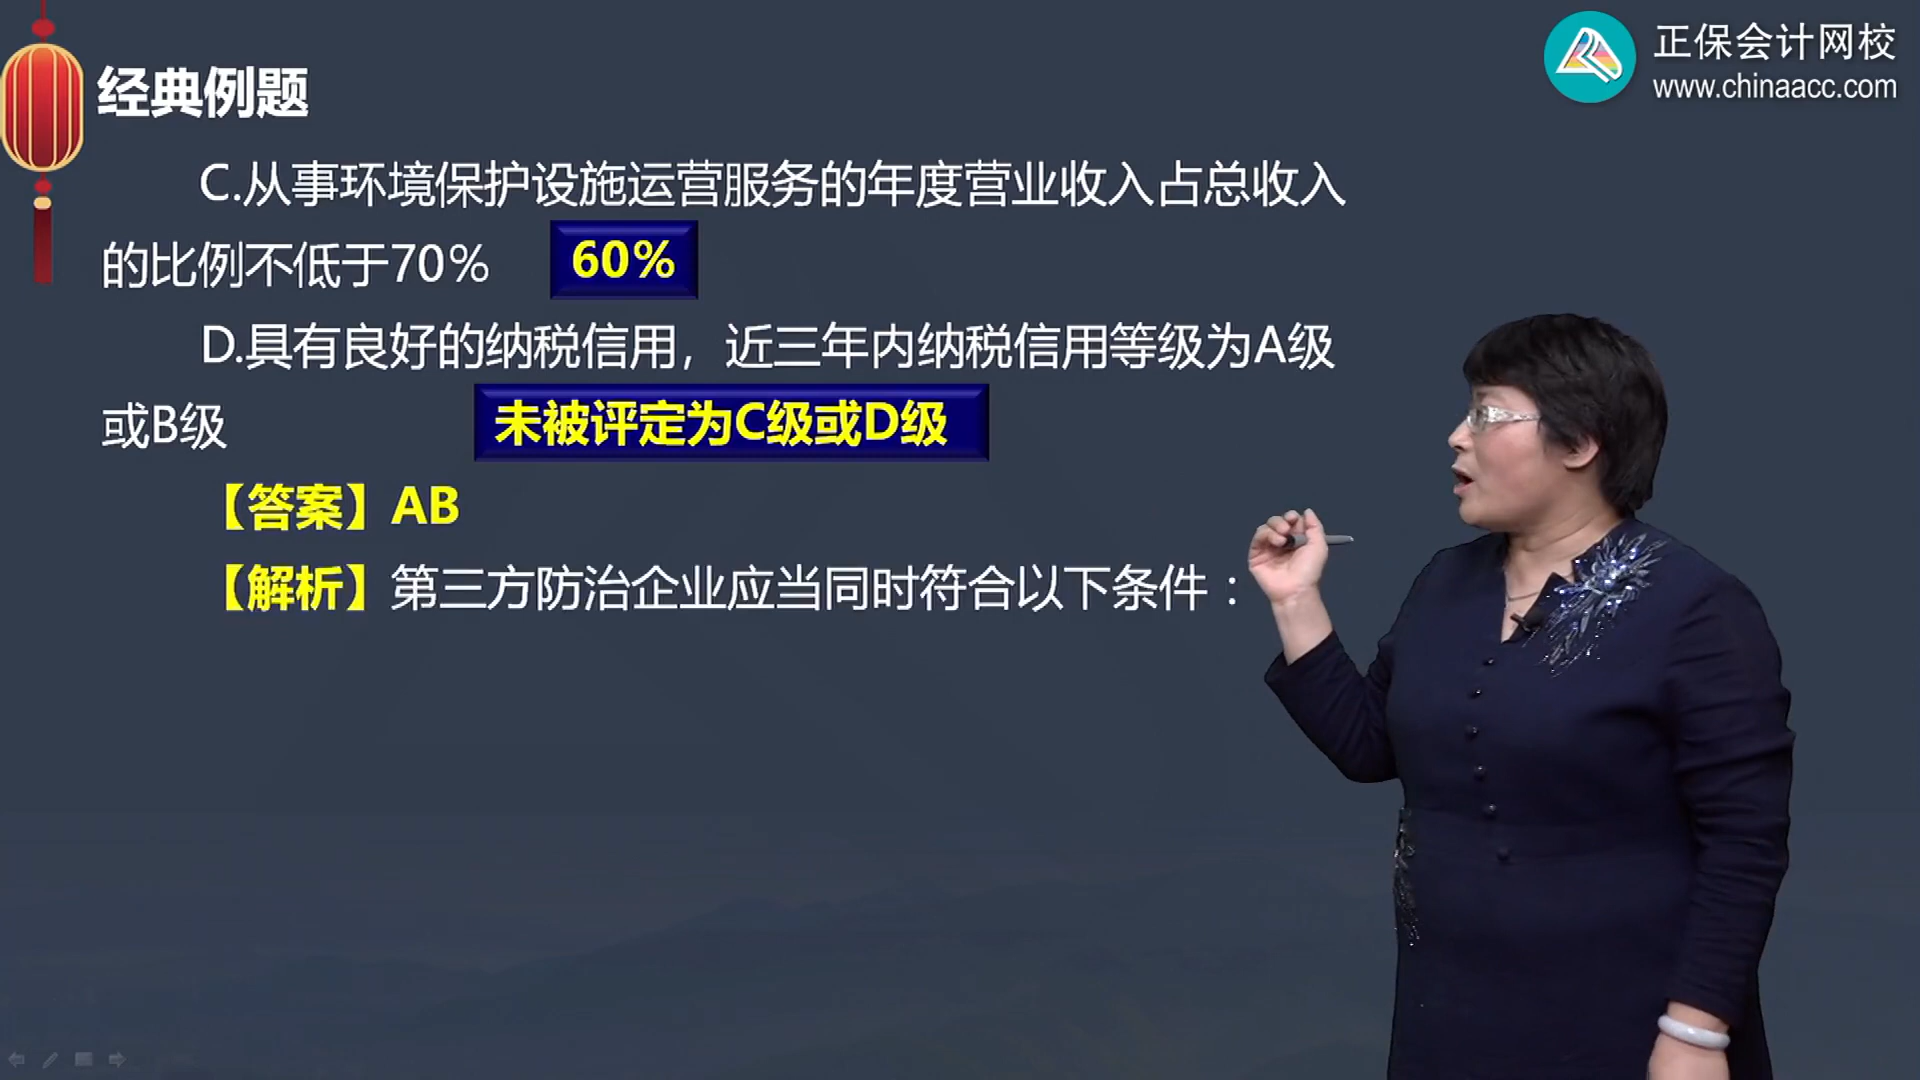 正保会计网校
www.chinaacc.com
经典例题
C.从事环境保护设施运营服务的年度营业收入占总收入
的比例不低于70%
60%
D.具有良好的纳税信用，近三年内纳税信用等级为A级
或B级
未被评定为C级或D级
【答案】AB
【解析】第三方防治企业应当同时符合以下条件：